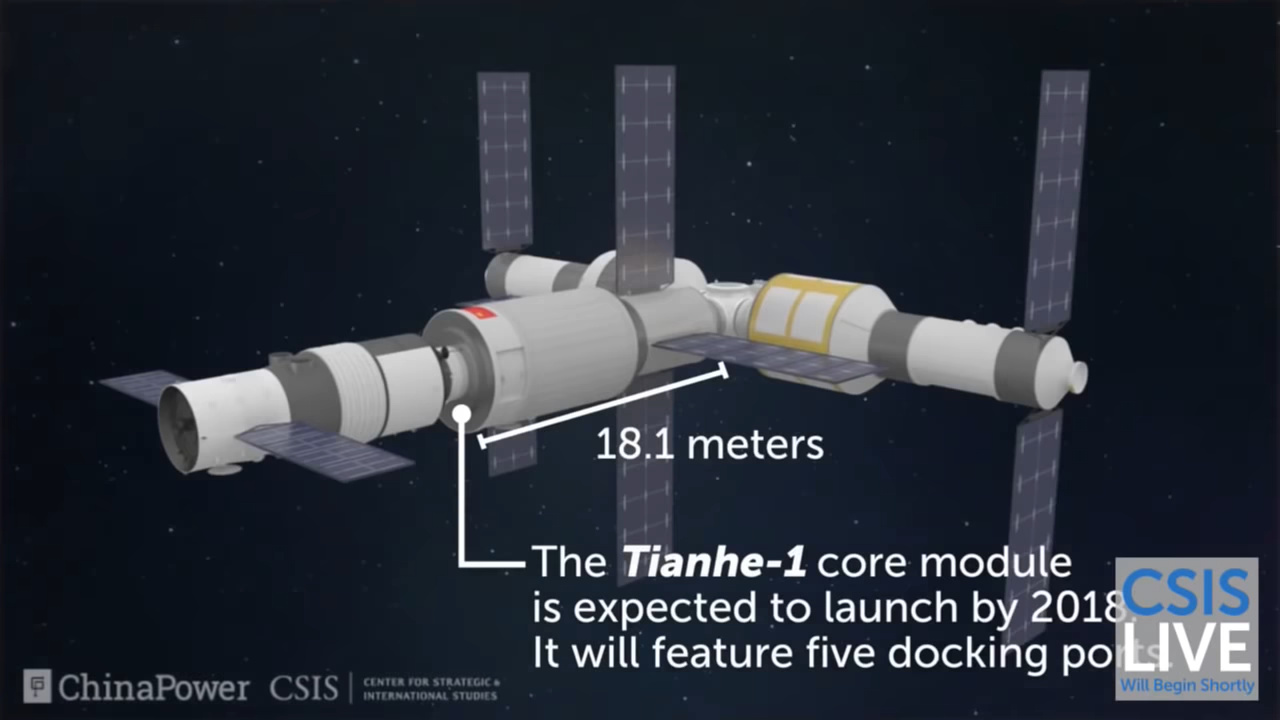 18.1 meters
The Tianhe-1 core module
is expected to launch by 2018.
It will feature five docking ports.
ChinaPower
CSIS
CENTER FOR STRATEGIC &
INTERNATIONAL STUDIES
CSIS
LIVE
Will Begin Shortly